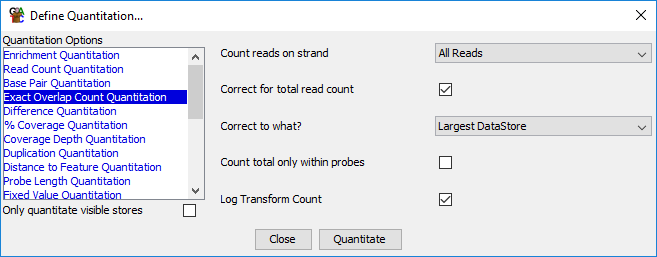 Define Quantitation...
Quantitation Options
Enrichment Quantitation
Read Count Quantitation
Base Pair Quantitation
Exact Overlap Count Quantitation
Difference Quantitation
% Coverage Quantitation
Coverage Depth Quantitation
Duplication Quantitation
Distance to Feature Quantitation
Probe Length Quantitation
Fixed Value Quantitation
Only quantitate visible stores
Count reads on strand All Reads
Correct for total read count
Correct to what? Largest DataStore
Count total only within probes
Log Transform Count
Close Quantitate